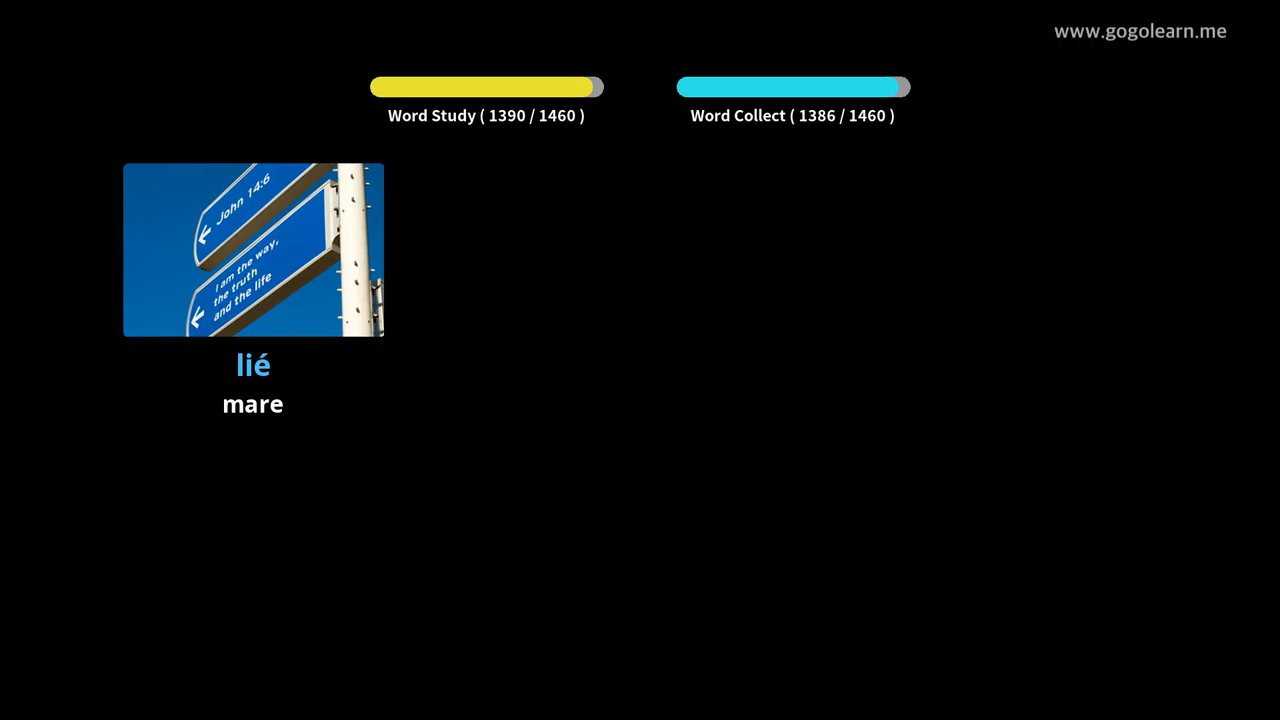 www.gogolearn.me
Word Study ( 1390 / 1460 )
Word Collect ( 1386 / 1460 )
John 14:6
I am the way,
the truth
and the life
lié
mare